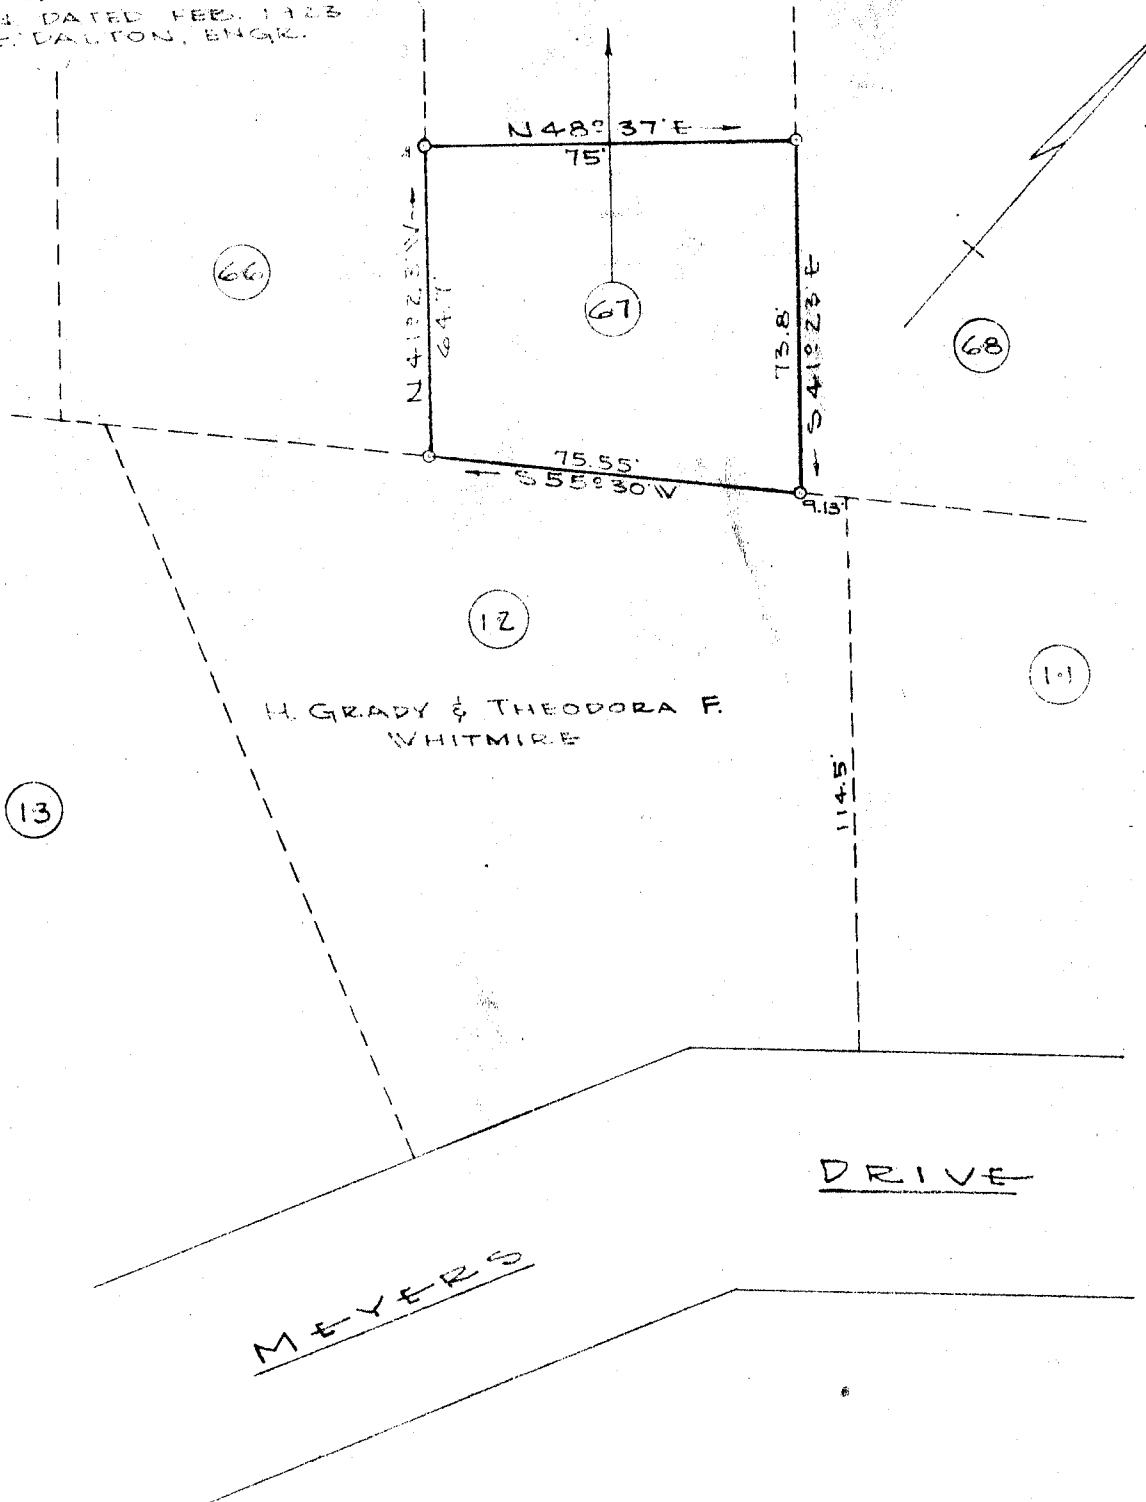 DATED FEB. 1923
DALTON, ENGR.
N 48° 37' E
75'
N 41° 23' W
64.7'
66
67
73.8'
S 41° 23' E
68
75.55'
S 55° 30' W
9.13'
12
11
H. GRADY & THEODORA F.
WHITMIRE
114.5'
13
DRIVE
MEYERS